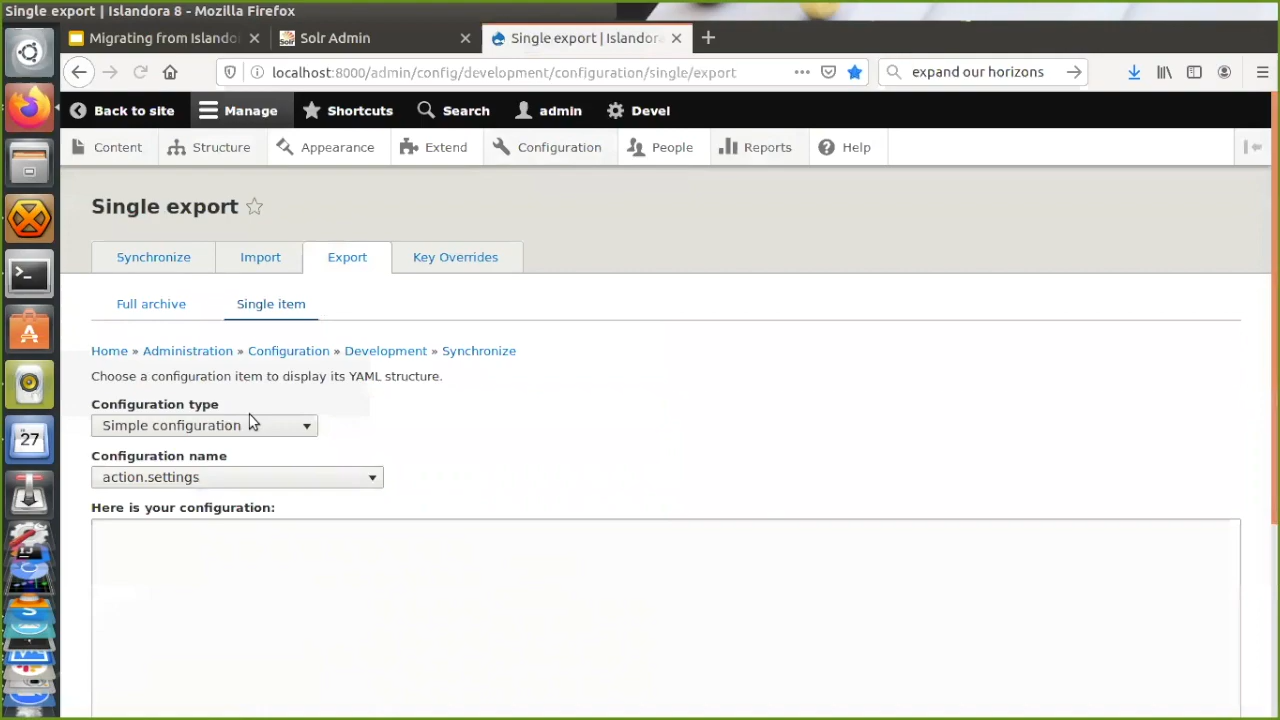 Single export | Islandora 8 - Mozilla Firefox
Migrating from Islando
Solr Admin
Single export | Islandora
localhost:8000/admin/config/development/configuration/single/export
expand our horizons
Back to site
Manage
Shortcuts
Search
admin
Devel
Content
Structure
Appearance
Extend
Configuration
People
Reports
Help
Single export
Synchronize
Import
Export
Key Overrides
Full archive
Single item
Home » Administration » Configuration » Development » Synchronize
Choose a configuration item to display its YAML structure.
Configuration type
Simple configuration
Configuration name
action.settings
Here is your configuration:
27